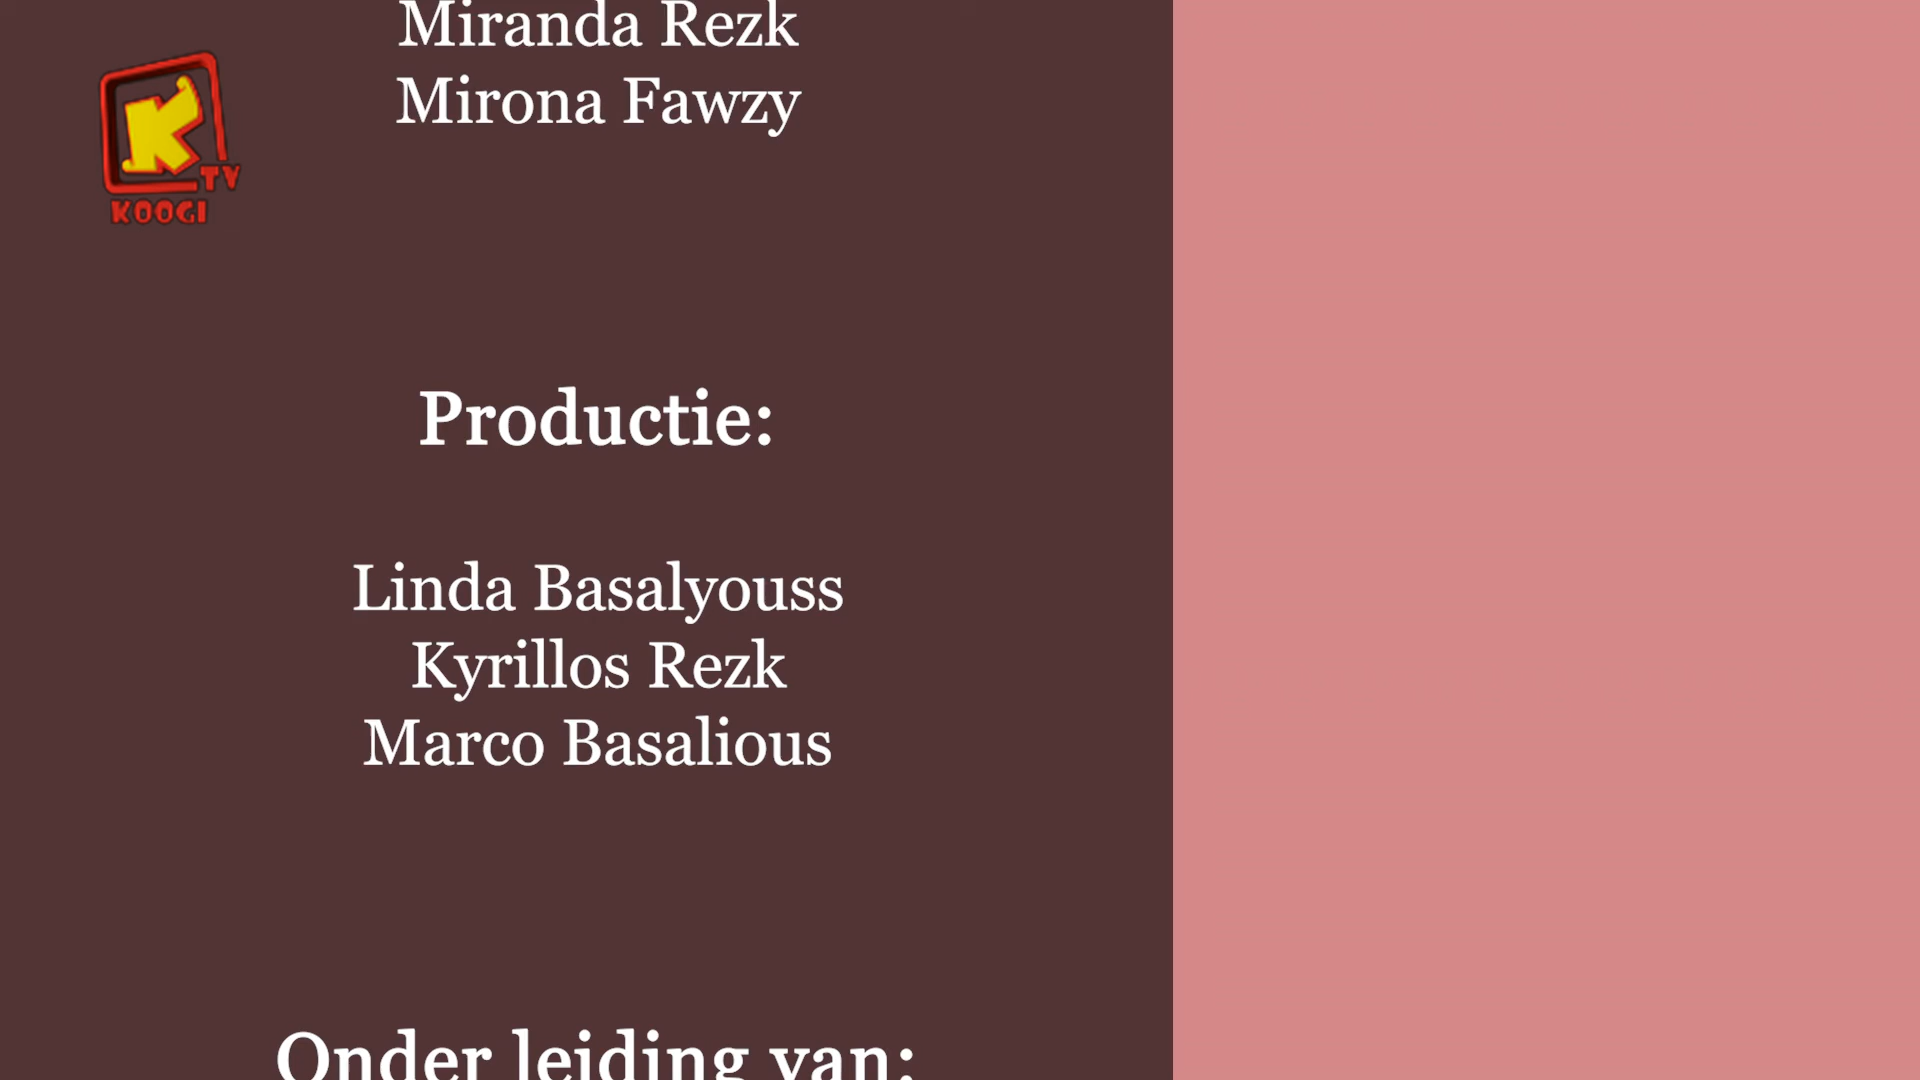 Miranda Rezk
Mirona Fawzy
K
TV
KOOGI
Productie:
Linda Basalyouss
Kyrillos Rezk
Marco Basalious
Onder leiding van: